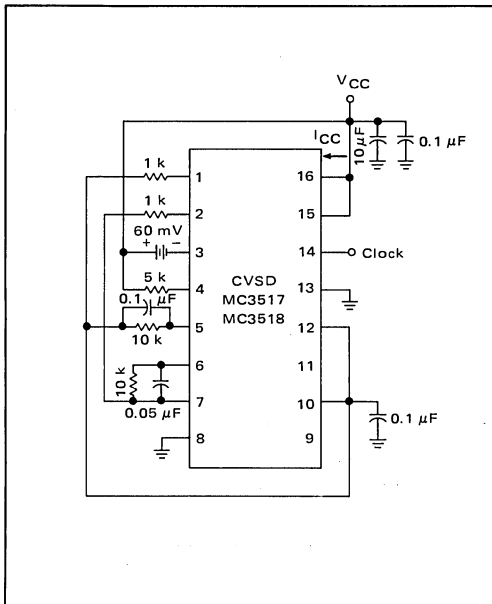 VCC
ICC
10 µF
0.1 µF
1 k
1
16
1 k
2
15
60 mV
+ –
3
14
Clock
5 k
4
CVSD
MC3517
MC3518
13
0.1 µF
10 k
5
12
10 k
6
11
0.05 µF
7
10
0.1 µF
8
9